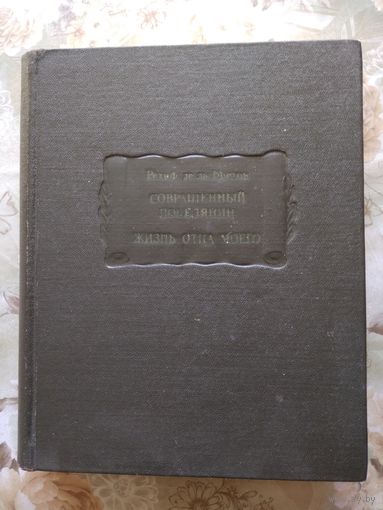 Ретиф де ла Бретон
СОВРАЩЕННЫЙ
ПОСЕЛЯНИН
ЖИЗНЬ ОТЦА МОЕГО